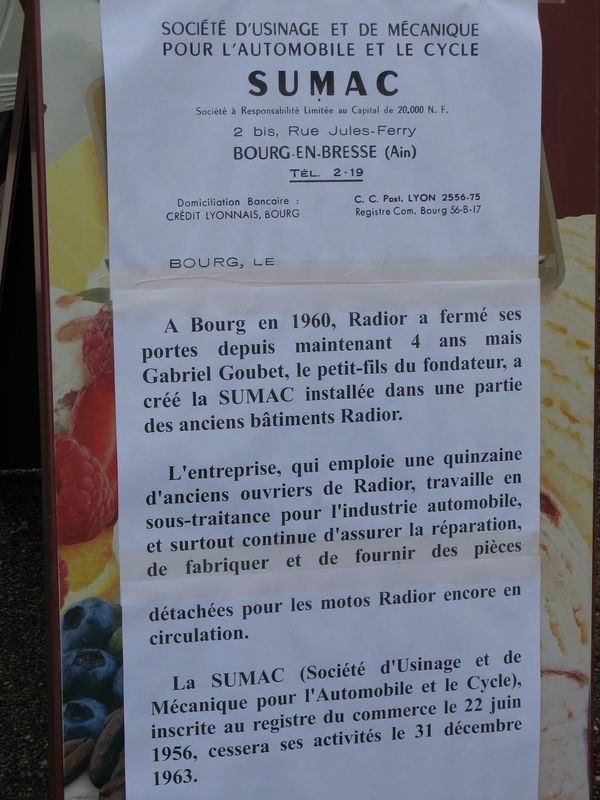 SOCIÉTÉ D'USINAGE ET DE MÉCANIQUE
POUR L'AUTOMOBILE ET LE CYCLE
SUMAC
Société à Responsabilité Limitée au Capital de 20.000 N. F.
2 bis, Rue Jules-Ferry
BOURG-EN-BRESSE (Ain)
TÉL. 2-19
Domiciliation Bancaire :
CRÉDIT LYONNAIS, BOURG
C. C. Post. LYON 2556-75
Registre Com. Bourg 56-B-17
BOURG, LE
A Bourg en 1960, Radior a fermé ses
portes depuis maintenant 4 ans mais
Gabriel Goubet, le petit-fils du fondateur, a
créé la SUMAC installée dans une partie
des anciens bâtiments Radior.
L'entreprise, qui emploie une quinzaine
d'anciens ouvriers de Radior, travaille en
sous-traitance pour l'industrie automobile,
et surtout continue d'assurer la réparation,
de fabriquer et de fournir des pièces
détachées pour les motos Radior encore en
circulation.
La SUMAC (Société d'Usinage et de
Mécanique pour l'Automobile et le Cycle),
inscrite au registre du commerce le 22 juin
1956, cessera ses activités le 31 décembre
1963.